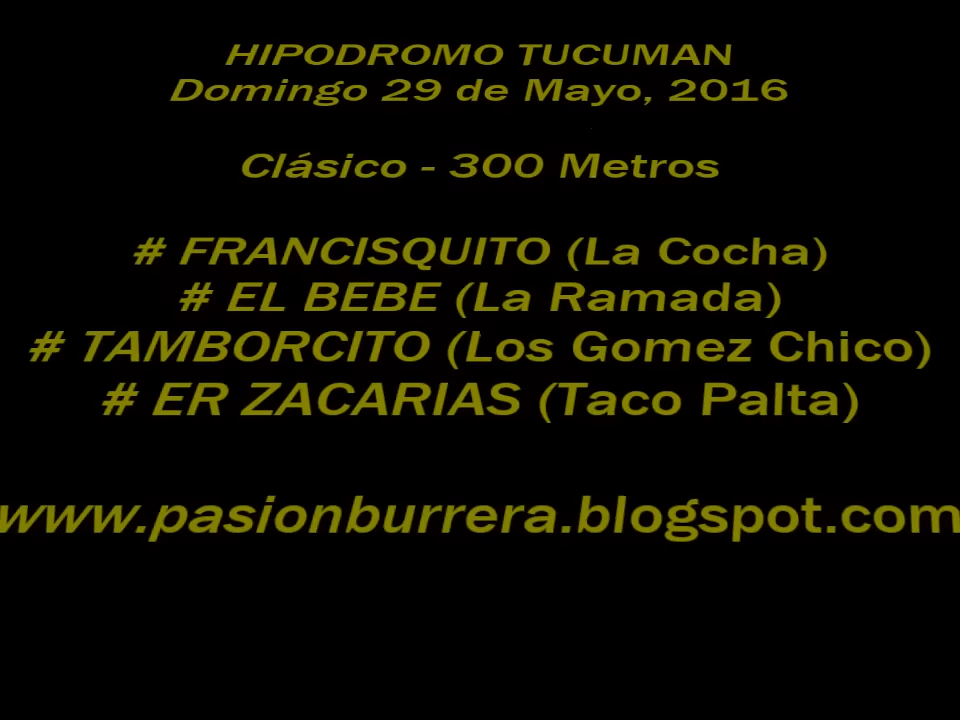 HIPODROMO TUCUMAN
Domingo 29 de Mayo, 2016
Clásico - 300 Metros
# FRANCISQUITO (La Cocha)
# EL BEBE (La Ramada)
# TAMBORCITO (Los Gomez Chico)
# ER ZACARIAS (Taco Palta)
www.pasionburrera.blogspot.com